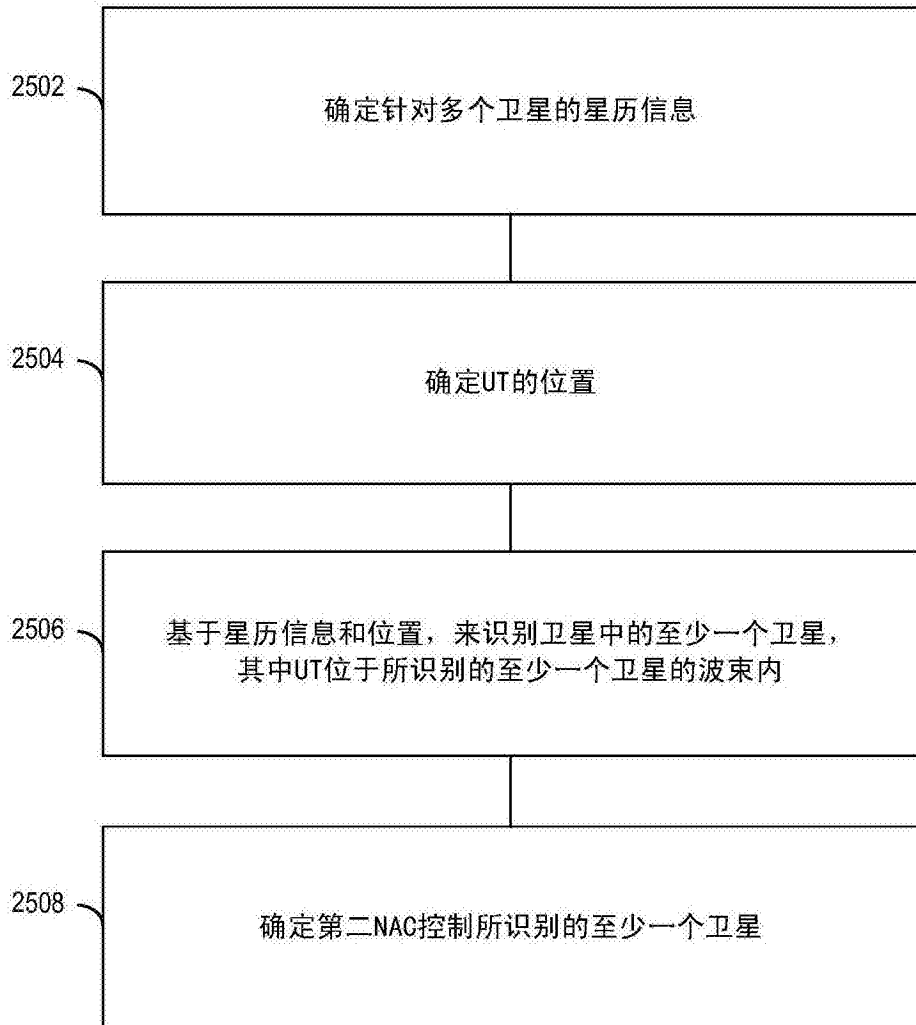 2502
确定针对多个卫星的星历信息
2504
确定UT的位置
2506
基于星历信息和位置，来识别卫星中的至少一个卫星，
其中UT位于所识别的至少一个卫星的波束内
2508
确定第二NAC控制所识别的至少一个卫星